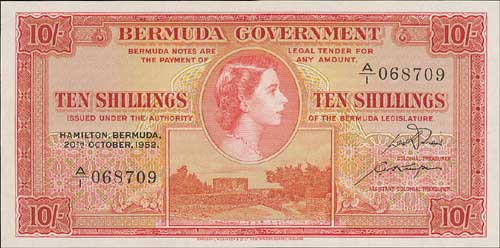 10/- BERMUDA GOVERNMENT 10/-
BERMUDA NOTES ARE LEGAL TENDER FOR
THE PAYMENT OF ANY AMOUNT.
A/1 068709
TEN SHILLINGS TEN SHILLINGS
ISSUED UNDER THE AUTHORITY OF THE BERMUDA LEGISLATURE
HAMILTON, BERMUDA.
20TH OCTOBER, 1952.
COLONIAL TREASURER.
A/1 068709
ASSISTANT COLONIAL TREASURER.
10/- 10/-